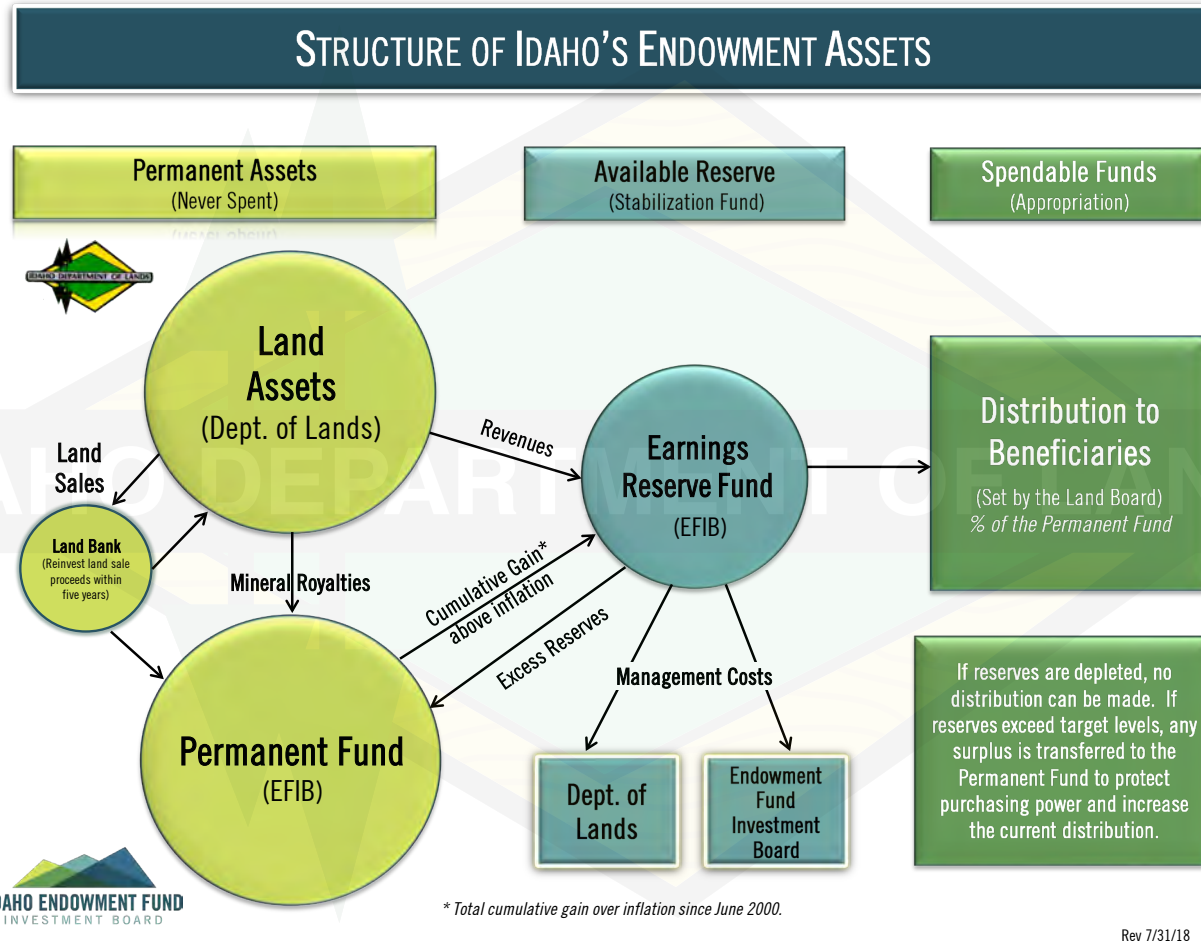 STRUCTURE OF IDAHO'S ENDOWMENT ASSETS
Permanent Assets
(Never Spent)
Available Reserve
(Stabilization Fund)
Spendable Funds
(Appropriation)
IDAHO DEPARTMENT OF LANDS
Land
Assets
(Dept. of Lands)
Land
Sales
Land Bank
(Reinvest land sale
proceeds within
five years)
Mineral Royalties
Revenues
Earnings
Reserve Fund
(EFIB)
Distribution to
Beneficiaries
(Set by the Land Board)
% of the Permanent Fund
Cumulative Gain*
above inflation
Excess Reserves
Permanent Fund
(EFIB)
Management Costs
Dept. of
Lands
Endowment
Fund
Investment
Board
If reserves are depleted, no
distribution can be made. If
reserves exceed target levels, any
surplus is transferred to the
Permanent Fund to protect
purchasing power and increase
the current distribution.
DAHO ENDOWMENT FUND
INVESTMENT BOARD
* Total cumulative gain over inflation since June 2000.
Rev 7/31/18
AHO DEPARTMENT OF LAN